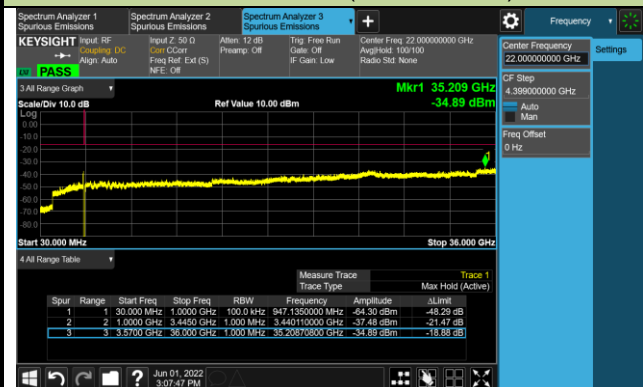 Spectrum Analyzer 1
Spurious Emissions
Spectrum Analyzer 2
Spurious Emissions
Spectrum Analyzer 3
Spurious Emissions
Frequency
KEYSIGHT
Input: RF
Coupling: DC
Align: Auto
Input Z: 50 Ω
Corr CCorr
Freq Ref: Ext (S)
NFE: Off
Atten: 12 dB
Preamp: Off
Trig: Free Run
Gate: Off
IF Gain: Low
Center Freq: 22.000000000 GHz
Avg|Hold: 100/100
Radio Std: None
PASS
Center Frequency
22.000000000 GHz
Settings
CF Step
4.399000000 GHz
Auto
Man
Freq Offset
0 Hz
3 All Range Graph
Mkr1 35.209 GHz
Scale/Div 10.0 dB
Ref Value 10.00 dBm
-34.89 dBm
Log
0.00
-10.0
-20.0
-30.0
-40.0
-50.0
-60.0
-70.0
-80.0
1
Start 30.000 MHz
Stop 36.000 GHz
4 All Range Table
Measure Trace
Trace 1
Trace Type
Max Hold (Active)
Spur Range Start Freq Stop Freq RBW Frequency Amplitude ΔLimit
1 1 30.000 MHz 1.0000 GHz 100.0 kHz 947.1350000 MHz -64.30 dBm -48.29 dB
2 2 1.0000 GHz 3.4450 GHz 1.000 MHz 3.440110000 GHz -37.48 dBm -21.47 dB
3 3 3.5700 GHz 36.000 GHz 1.000 MHz 35.20870800 GHz -34.89 dBm -18.88 dB
?
Jun 01, 2022
3:07:47 PM